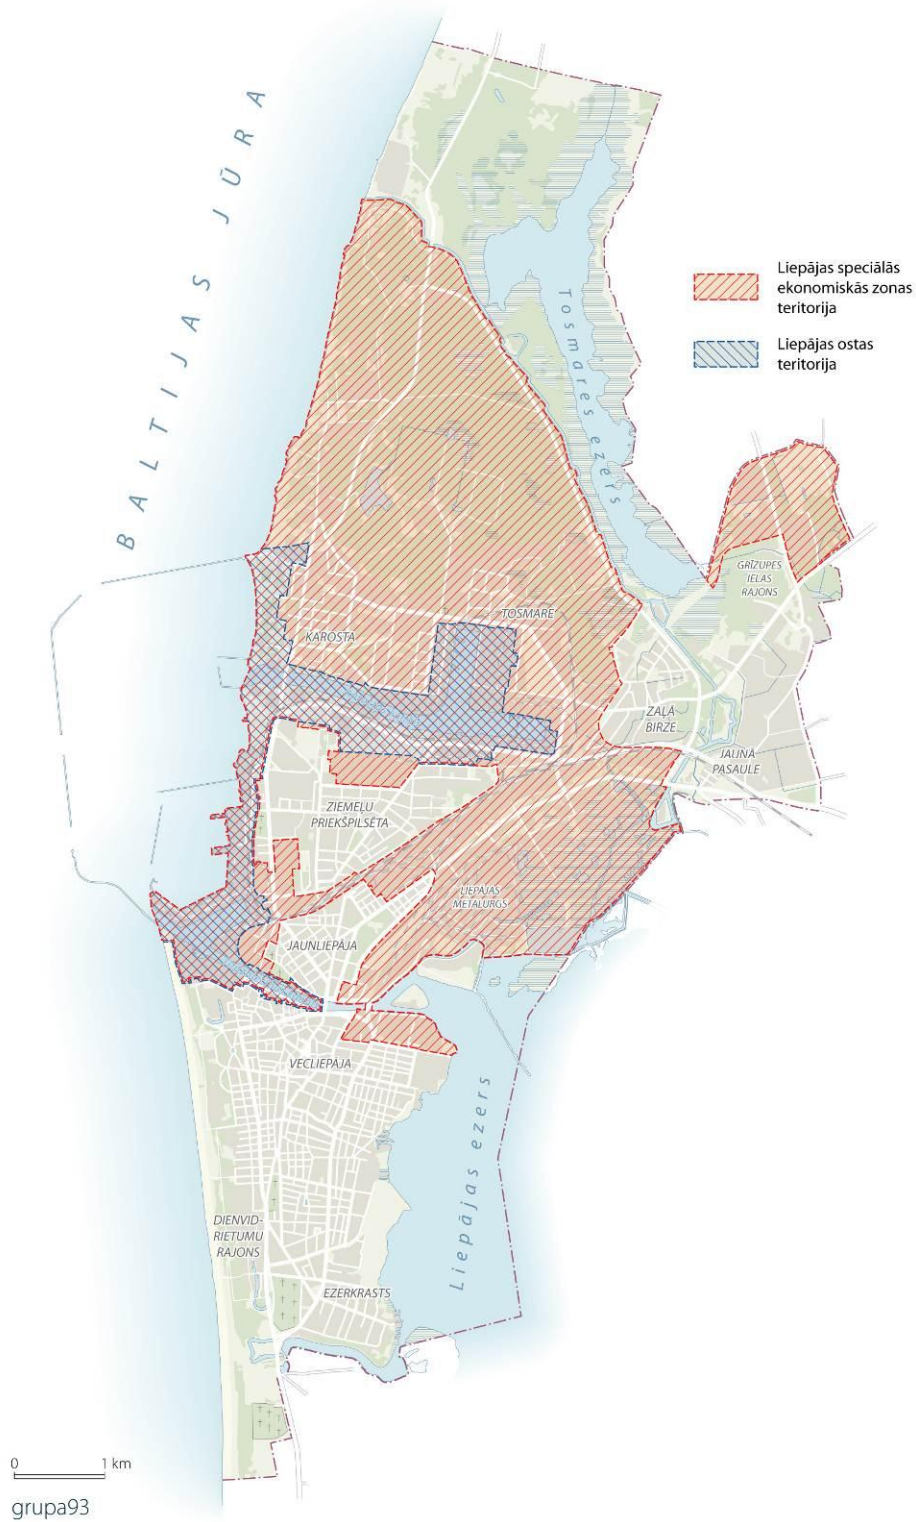 BALTIJAS JŪRA
Liepājas speciālās
ekonomiskās zonas
teritorija
Liepājas ostas
teritorija
Tosmares ezers
GRĪZUPES
IELAS
RAJONS
TOSMARE
KAROSTA
ZAĻĀ
BIRZE
JAUNĀ
PASAULE
ZIEMEĻU
PRIEKŠPILSĒTA
LIEPĀJAS
METALURGS
JAUNLIEPĀJA
VECLIEPĀJA
Liepājas ezers
DIENVID-
RIETUMU
RAJONS
EZERKRASTS
0 1 km
grupa93